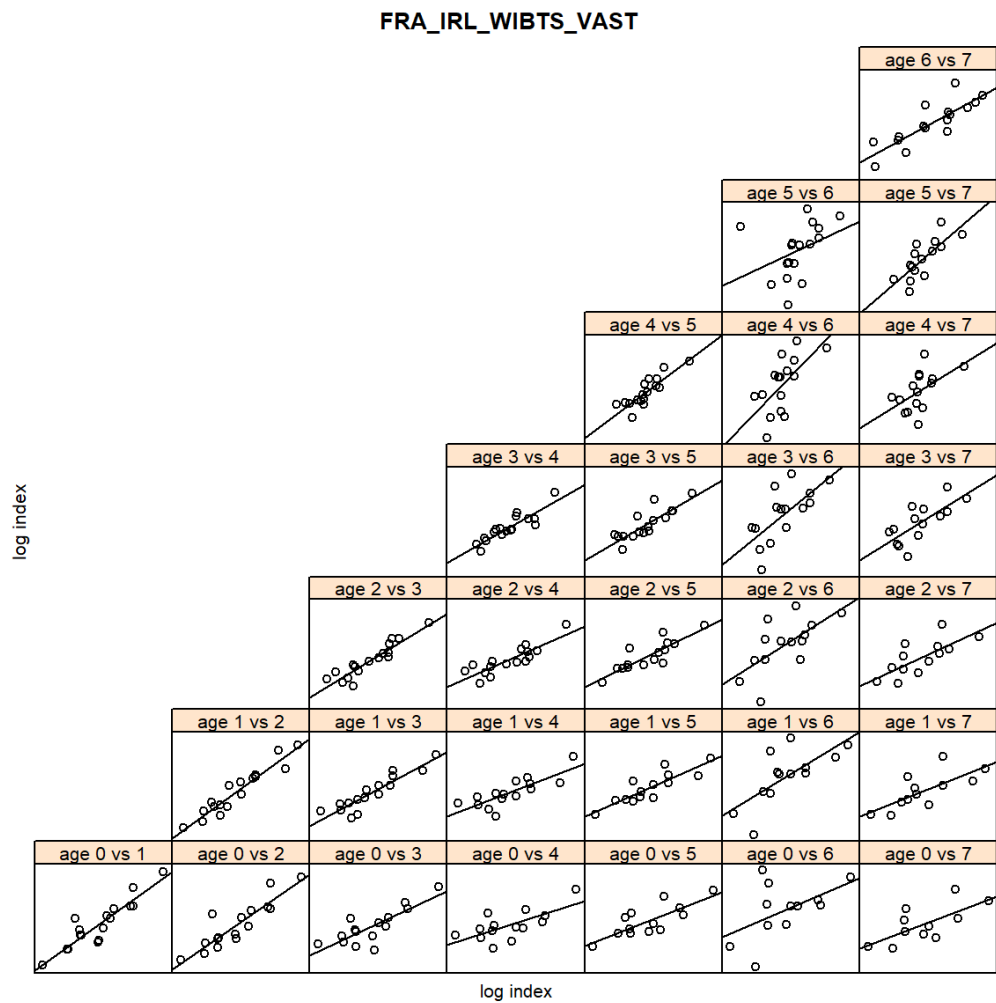 FRA_IRL_WIBTS_VAST
age 6 vs 7
age 5 vs 6
age 5 vs 7
age 4 vs 5
age 4 vs 6
age 4 vs 7
age 3 vs 4
age 3 vs 5
age 3 vs 6
age 3 vs 7
log index
age 2 vs 3
age 2 vs 4
age 2 vs 5
age 2 vs 6
age 2 vs 7
age 1 vs 2
age 1 vs 3
age 1 vs 4
age 1 vs 5
age 1 vs 6
age 1 vs 7
age 0 vs 1
age 0 vs 2
age 0 vs 3
age 0 vs 4
age 0 vs 5
age 0 vs 6
age 0 vs 7
log index